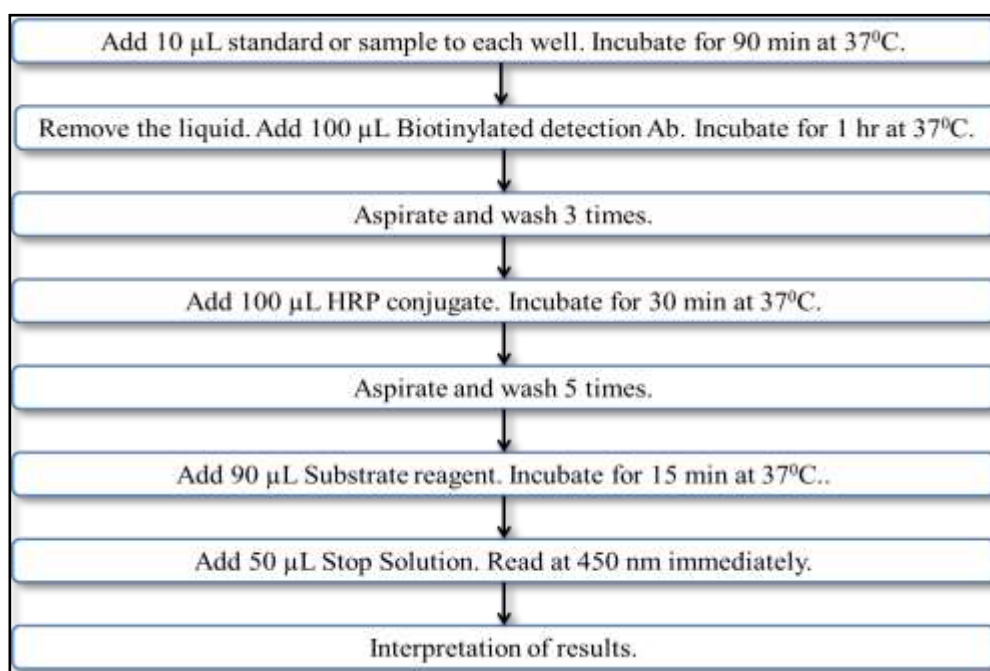 Add 10 µL standard or sample to each well. Incubate for 90 min at 37⁰C.
Remove the liquid. Add 100 µL Biotinylated detection Ab. Incubate for 1 hr at 37⁰C.
Aspirate and wash 3 times.
Add 100 µL HRP conjugate. Incubate for 30 min at 37⁰C.
Aspirate and wash 5 times.
Add 90 µL Substrate reagent. Incubate for 15 min at 37⁰C..
Add 50 µL Stop Solution. Read at 450 nm immediately.
Interpretation of results.